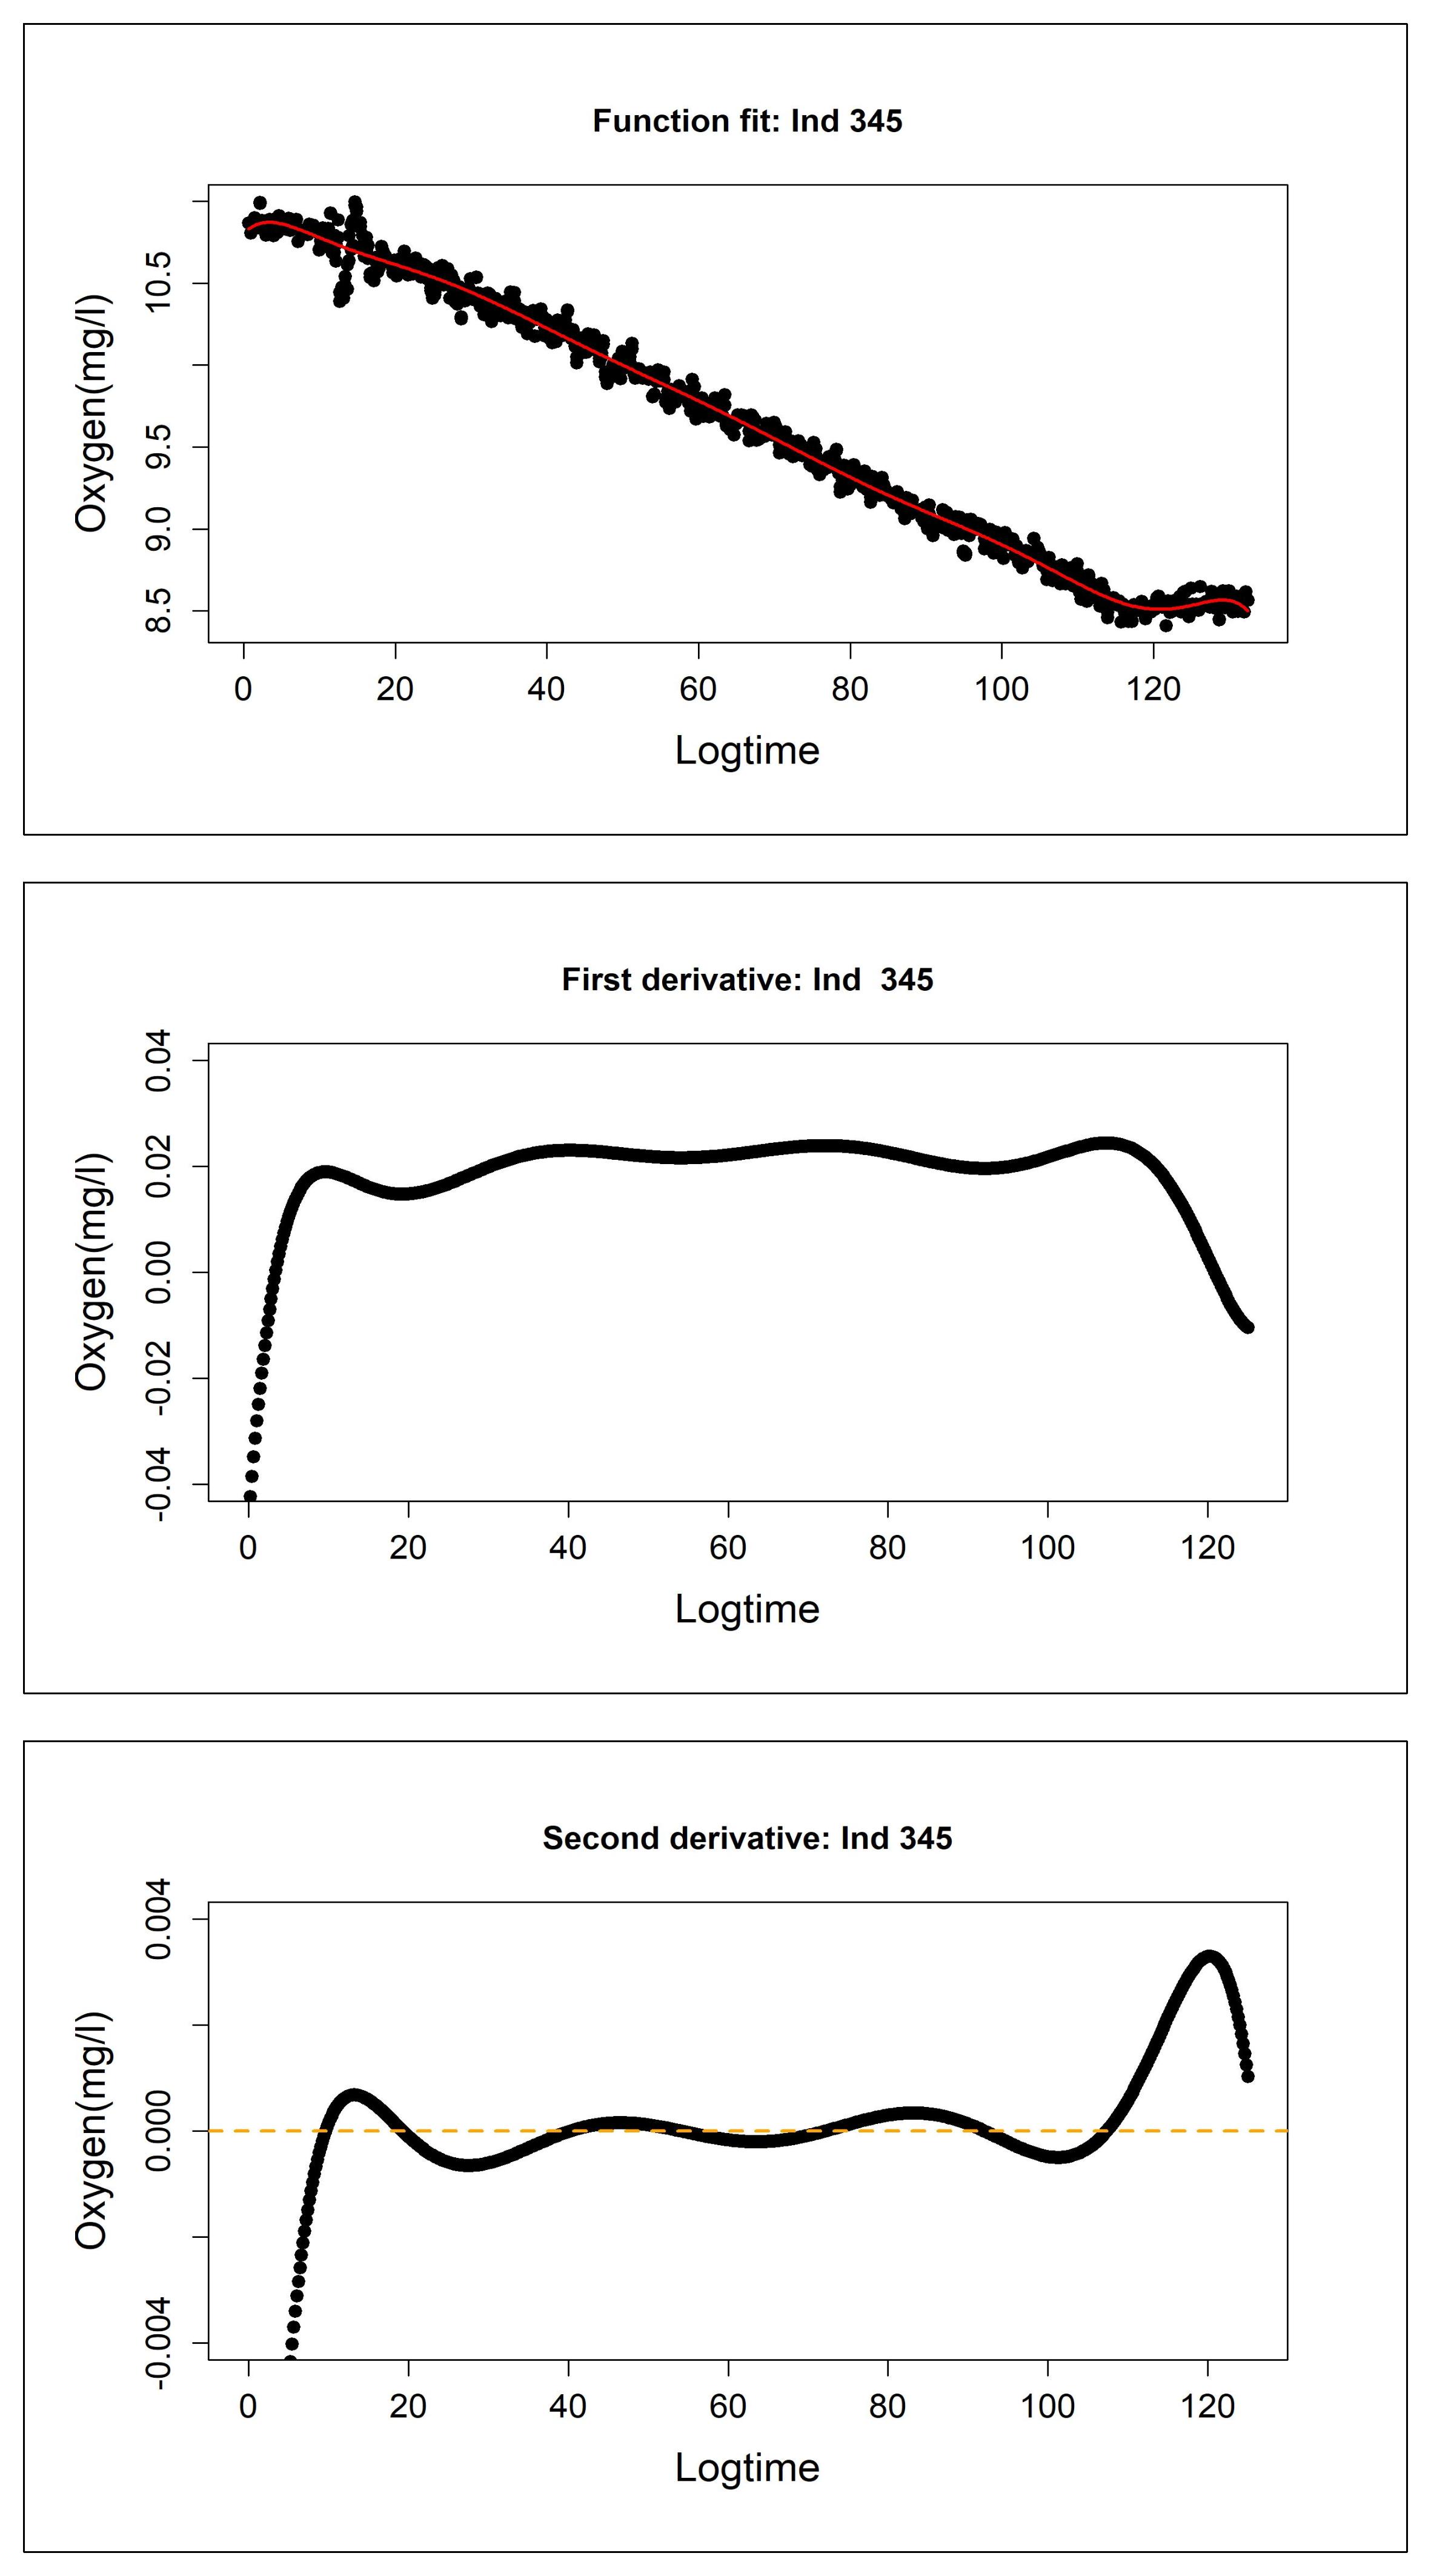 Function fit: Ind 345
Oxygen(mg/l)
10.5
9.5
9.0
8.5
0 20 40 60 80 100 120
Logtime
First derivative: Ind  345
Oxygen(mg/l)
0.04
0.02
0.00
-0.02
-0.04
0 20 40 60 80 100 120
Logtime
Second derivative: Ind 345
Oxygen(mg/l)
0.004
0.000
-0.004
0 20 40 60 80 100 120
Logtime